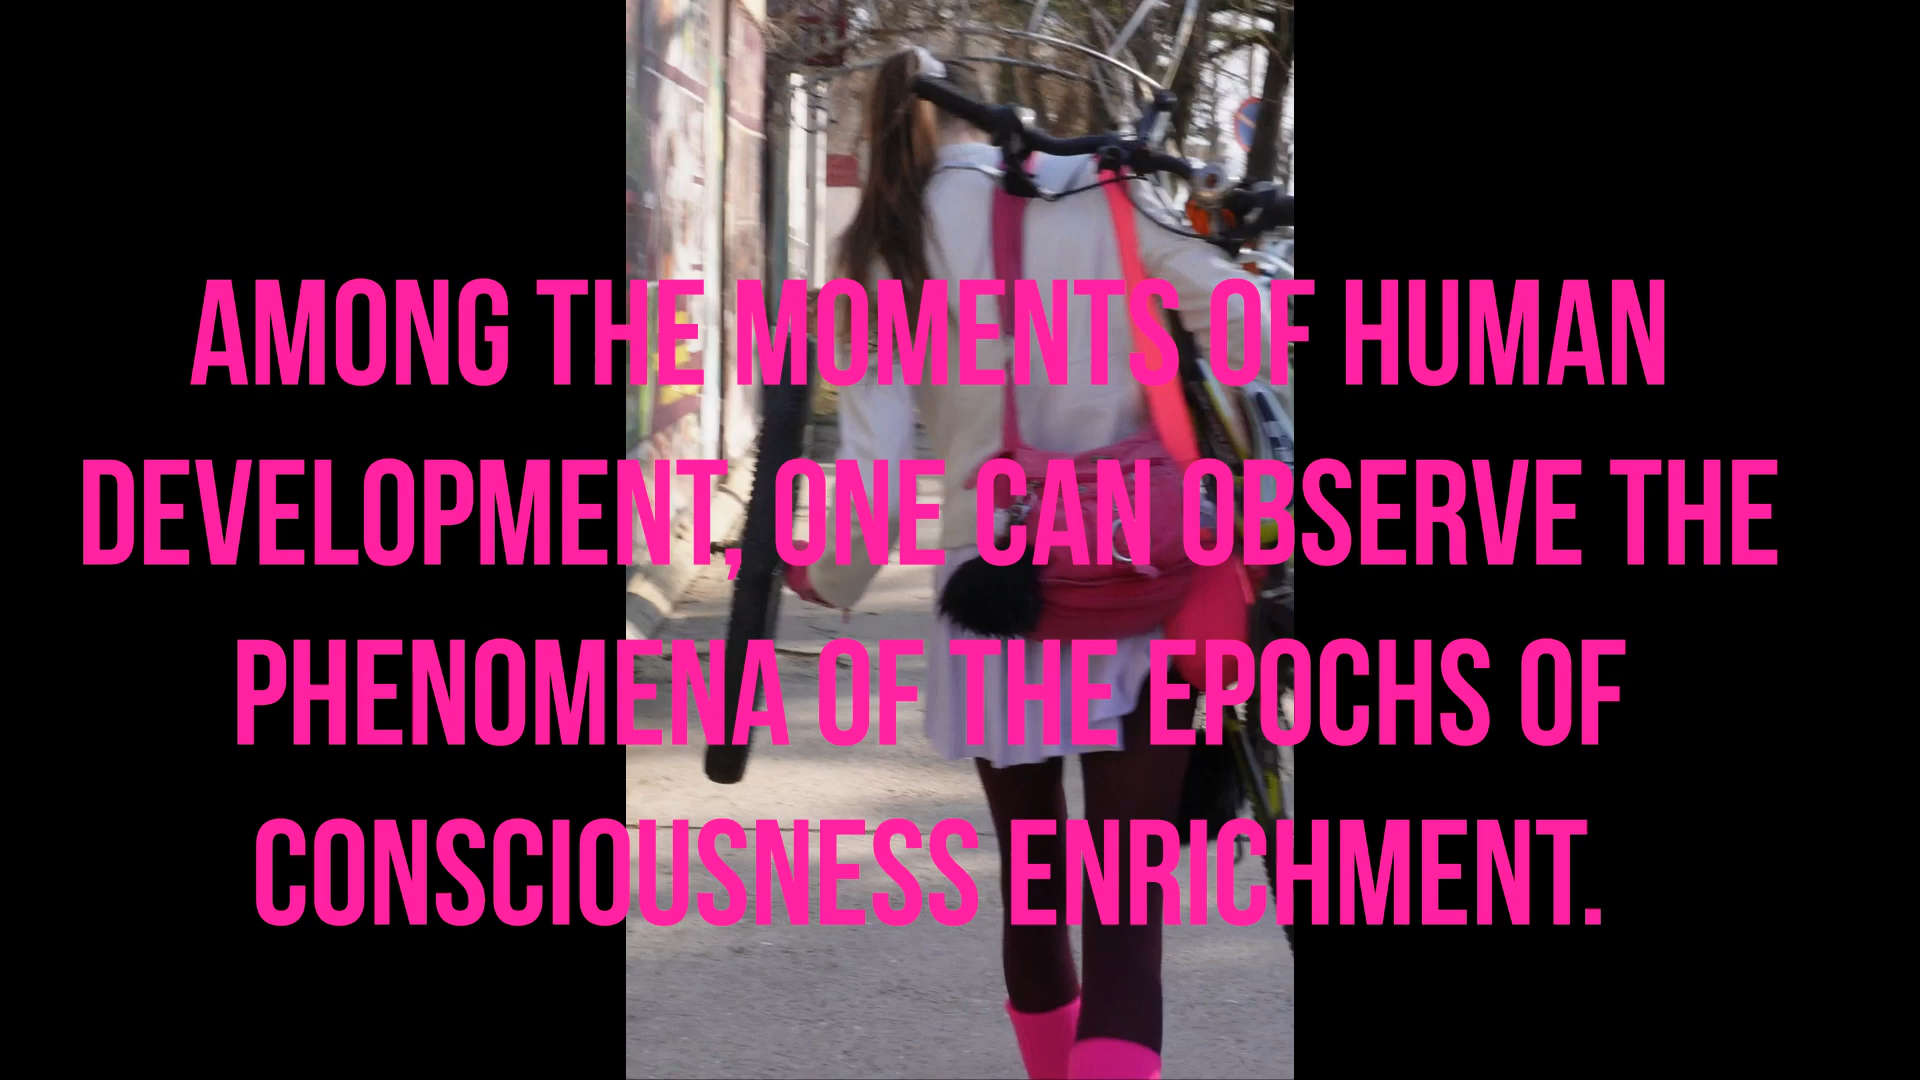 AMONG THE MOMENTS OF HUMAN
DEVELOPMENT, ONE CAN OBSERVE THE
PHENOMENA OF THE EPOCHS OF
CONSCIOUSNESS ENRICHMENT.